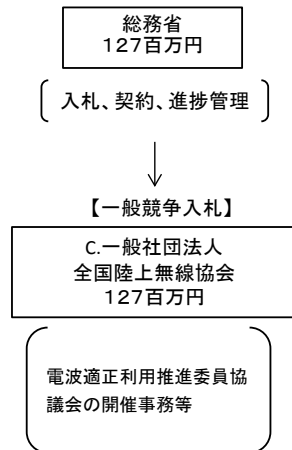 総務省
127百万円
入札、契約、進捗管理
【一般競争入札】
C.一般社団法人
全国陸上無線協会
127百万円
電波適正利用推進委員協
議会の開催事務等